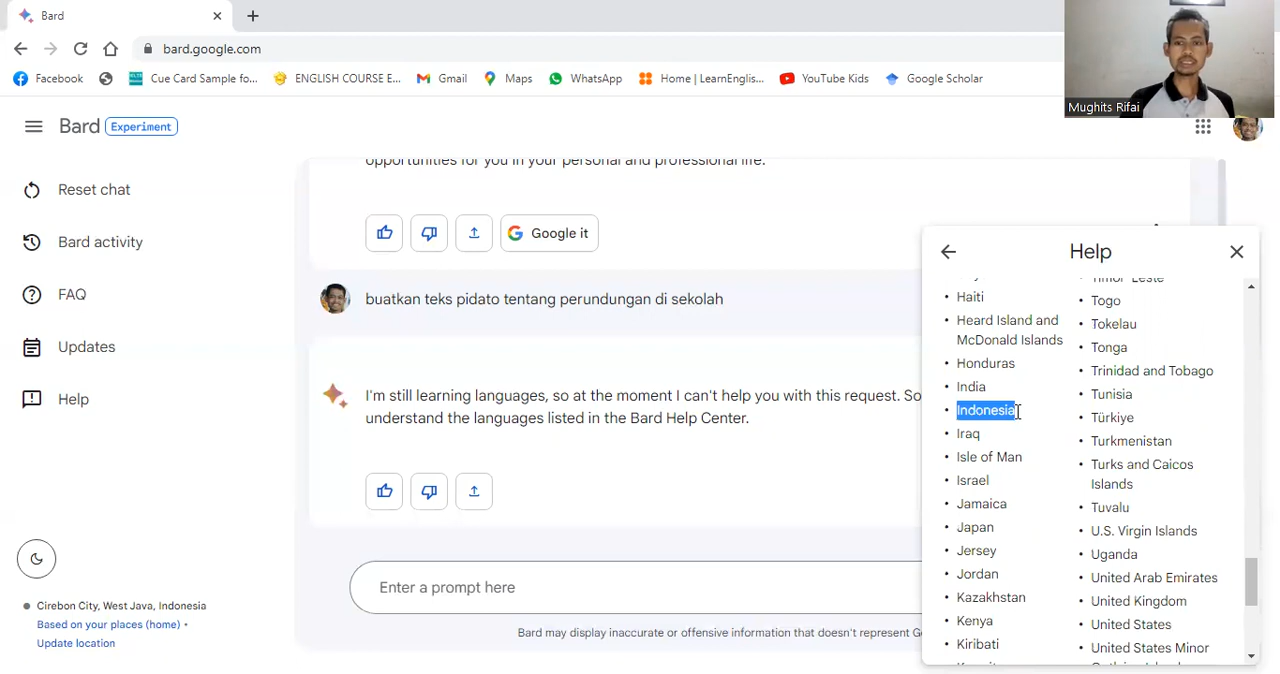 Bard
bard.google.com
Facebook
Cue Card Sample fo...
ENGLISH COURSE E...
Gmail
Maps
WhatsApp
Home | LearnEnglis...
YouTube Kids
Google Scholar
Mughits Rifai
Bard Experiment
Reset chat
Bard activity
FAQ
Updates
Help
Cirebon City, West Java, Indonesia
Based on your places (home) •
Update location
opportunities for you in your personal and professional life.
Google it
buatkan teks pidato tentang perundungan di sekolah
I'm still learning languages, so at the moment I can't help you with this request. So
understand the languages listed in the Bard Help Center.
Enter a prompt here
Bard may display inaccurate or offensive information that doesn't represent
Help
• Haiti
• Heard Island and
McDonald Islands
• Honduras
• India
• Indonesia
• Iraq
• Isle of Man
• Israel
• Jamaica
• Japan
• Jersey
• Jordan
• Kazakhstan
• Kenya
• Kiribati
Timor-Leste
• Togo
• Tokelau
• Tonga
• Trinidad and Tobago
• Tunisia
• Türkiye
• Turkmenistan
• Turks and Caicos
Islands
• Tuvalu
• U.S. Virgin Islands
• Uganda
• United Arab Emirates
• United Kingdom
• United States
• United States Minor